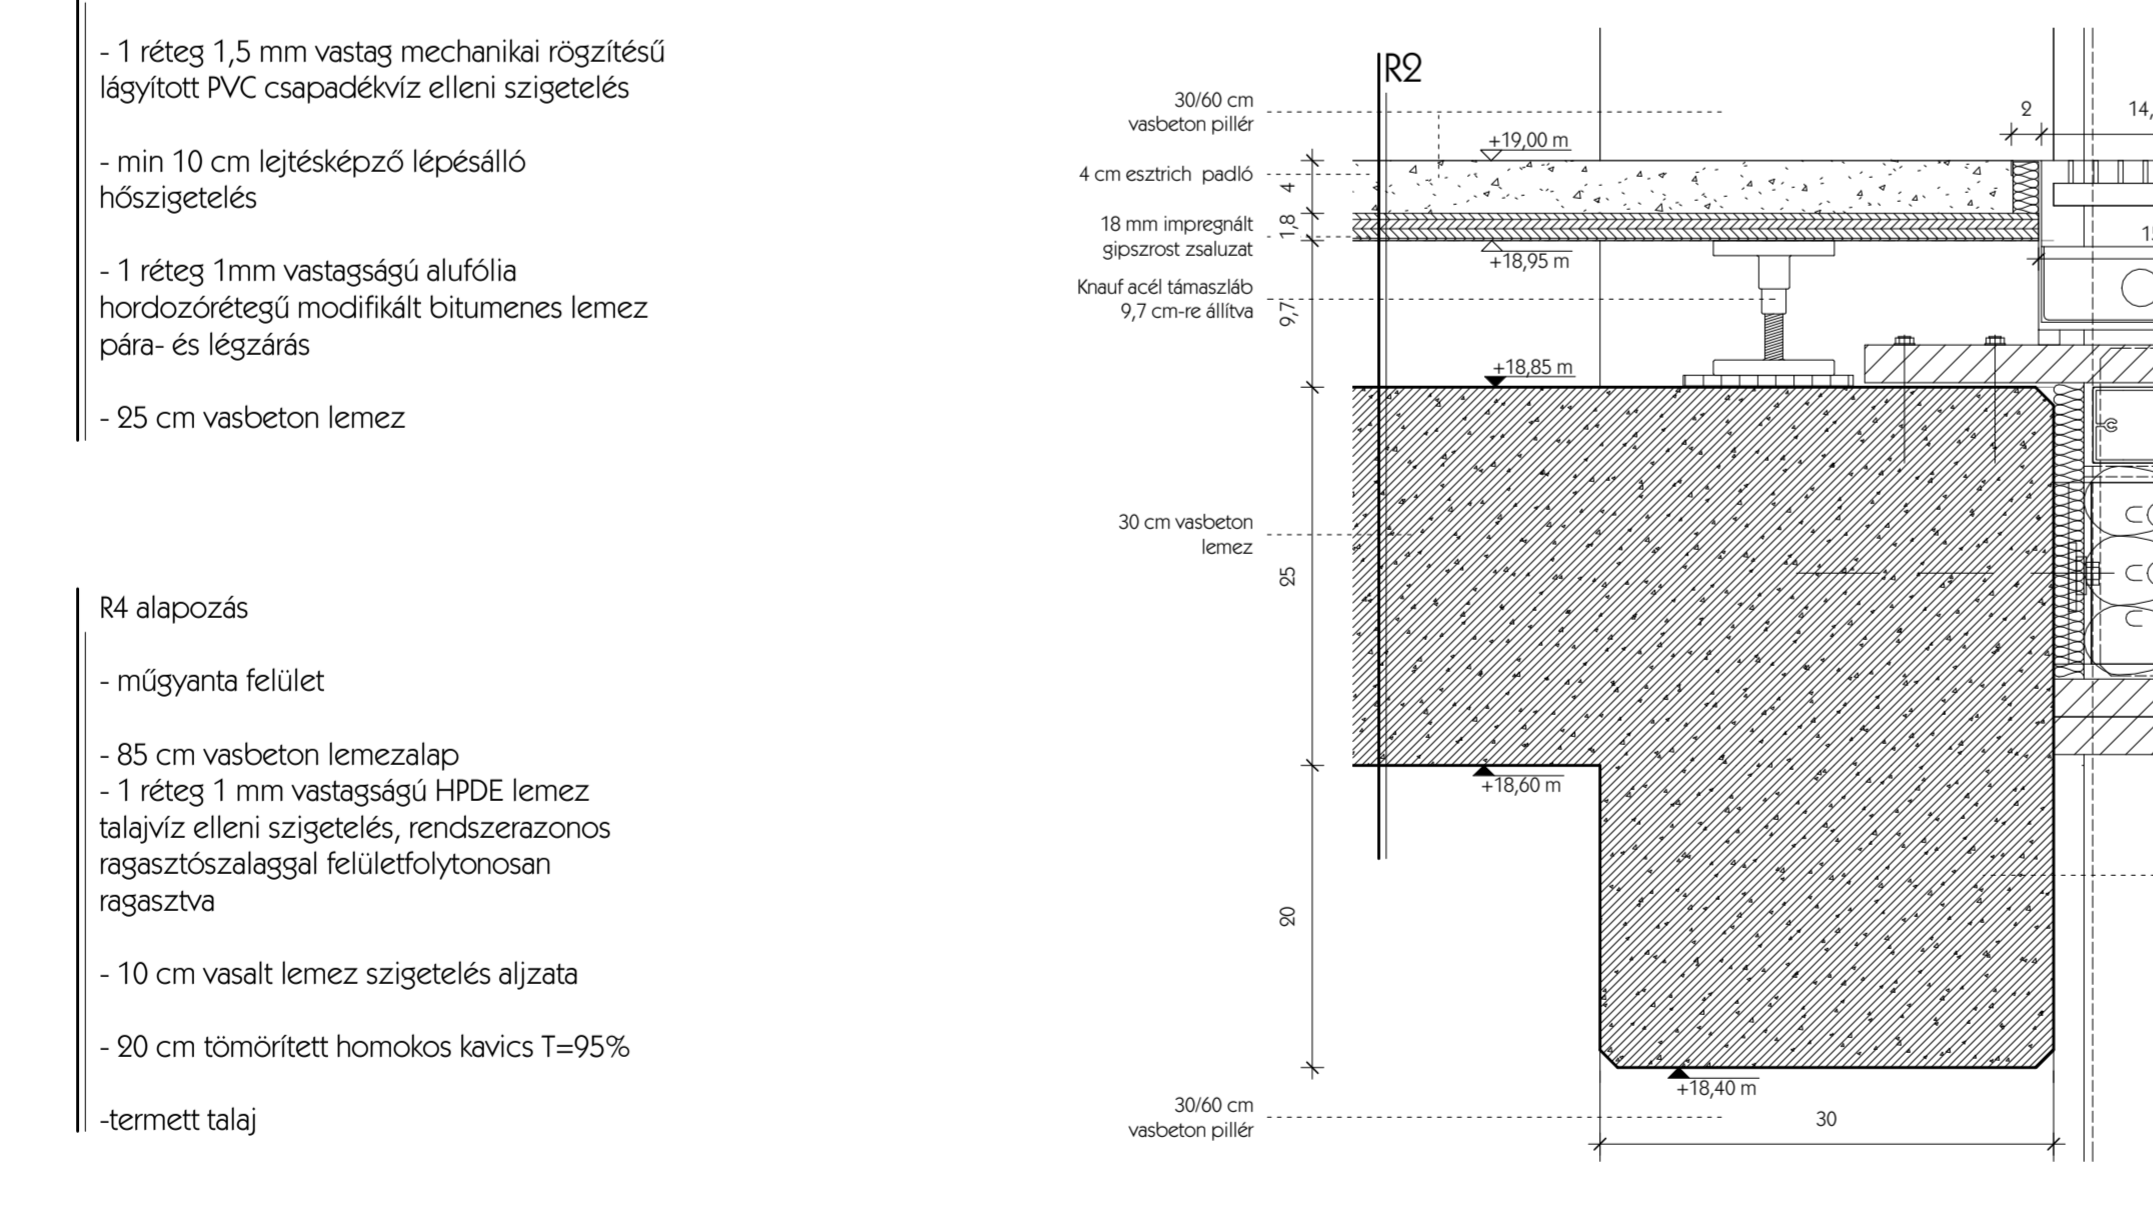 - 1 réteg 1,5 mm vastag mechanikai rögzítésű
lágyított PVC csapadékvíz elleni szigetelés
- min 10 cm lejtésképző lépésálló
hőszigetelés
- 1 réteg 1mm vastagságú alufólia
hordozórétegű modifikált bitumenes lemez
pára- és légzárás
- 25 cm vasbeton lemez
R4 alapozás
- műgyanta felület
- 85 cm vasbeton lemezalap
- 1 réteg 1 mm vastagságú HPDE lemez
talajvíz elleni szigetelés, rendszerazonos
ragasztószalaggal felületfolytonosan
ragasztva
- 10 cm vasalt lemez szigetelés aljzata
- 20 cm tömörített homokos kavics T=95%
-termett talaj
R2
30/60 cm
vasbeton pillér
2
14,
+19,00 m
4 cm esztrich padló
4
18 mm impregnált
gipszrost zsaluzat
1,8
15
+18,95 m
Knauf acél támaszláb
9,7 cm-re állítva
9,7
+18,85 m
30 cm vasbeton
lemez
25
+18,60 m
20
+18,40 m
30/60 cm
vasbeton pillér
30